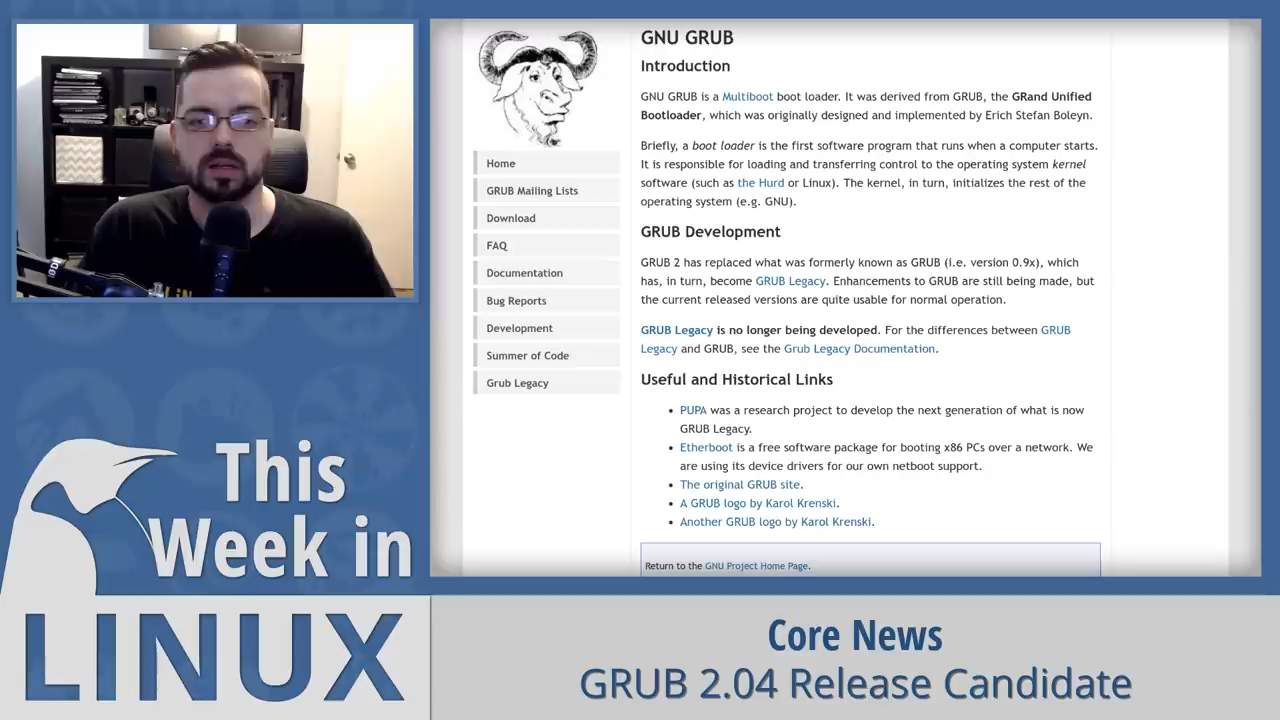 GNU GRUB
Introduction
GNU GRUB is a Multiboot boot loader. It was derived from GRUB, the GRand Unified
Bootloader, which was originally designed and implemented by Erich Stefan Boleyn.
Briefly, a boot loader is the first software program that runs when a computer starts.
It is responsible for loading and transferring control to the operating system kernel
software (such as the Hurd or Linux). The kernel, in turn, initializes the rest of the
operating system (e.g. GNU).
GRUB Development
GRUB 2 has replaced what was formerly known as GRUB (i.e. version 0.9x), which
has, in turn, become GRUB Legacy. Enhancements to GRUB are still being made, but
the current released versions are quite usable for normal operation.
GRUB Legacy is no longer being developed. For the differences between GRUB
Legacy and GRUB, see the Grub Legacy Documentation.
Useful and Historical Links
• PUPA was a research project to develop the next generation of what is now
GRUB Legacy.
• Etherboot is a free software package for booting x86 PCs over a network. We
are using its device drivers for our own netboot support.
• The original GRUB site.
• A GRUB logo by Karol Krenski.
• Another GRUB logo by Karol Krenski.
Return to the GNU Project Home Page.
Home
GRUB Mailing Lists
Download
FAQ
Documentation
Bug Reports
Development
Summer of Code
Grub Legacy
This
Week in
LINUX
Core News
GRUB 2.04 Release Candidate